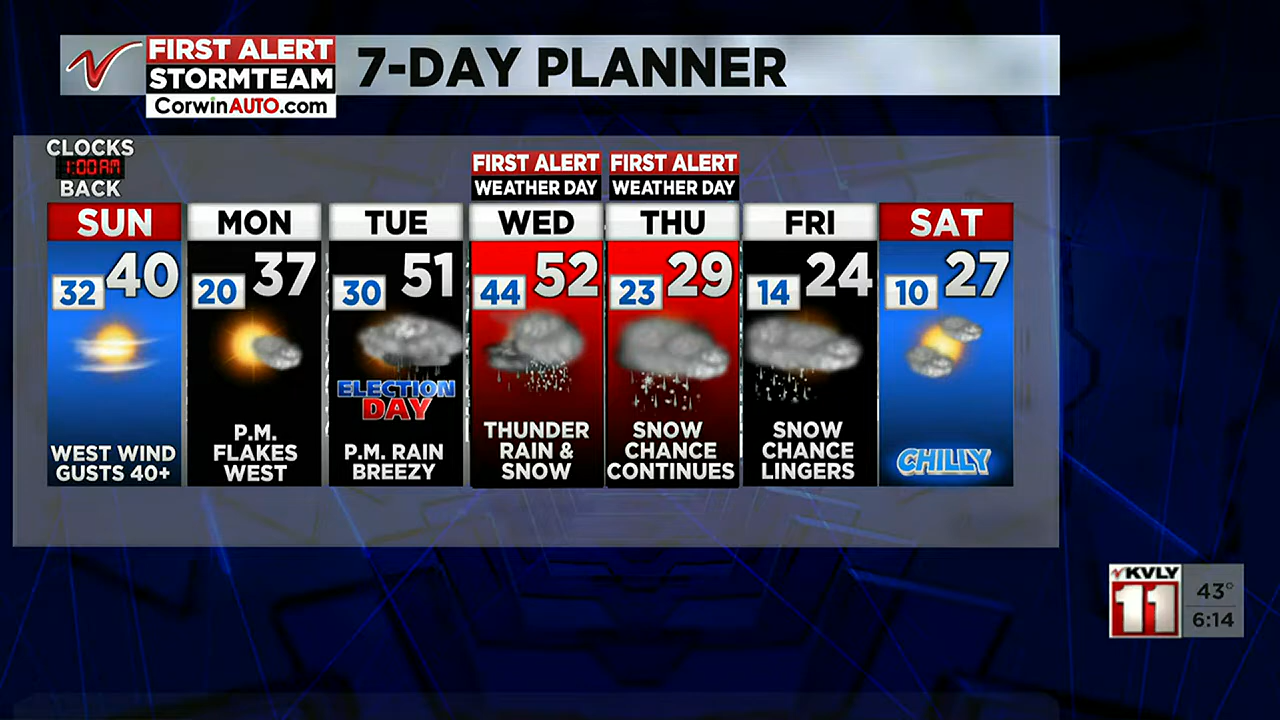 FIRST ALERT
STORMTEAM
CorwinAUTO.com
7-DAY PLANNER
CLOCKS
1:00 AM
BACK
FIRST ALERT
WEATHER DAY
FIRST ALERT
WEATHER DAY
SUN
MON
TUE
WED
THU
FRI
SAT
32 40
20 37
30 51
44 52
23 29
14 24
10 27
WEST WIND
GUSTS 40+
P.M.
FLAKES
WEST
ELECTION
DAY
P.M. RAIN
BREEZY
THUNDER
RAIN &
SNOW
SNOW
CHANCE
CONTINUES
SNOW
CHANCE
LINGERS
CHILLY
KVLY
11
43°
6:14